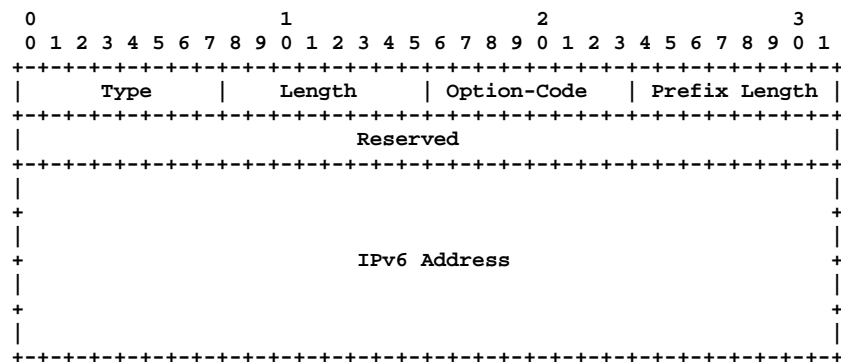 0                   1                   2                   3
 0 1 2 3 4 5 6 7 8 9 0 1 2 3 4 5 6 7 8 9 0 1 2 3 4 5 6 7 8 9 0 1
+-+-+-+-+-+-+-+-+-+-+-+-+-+-+-+-+-+-+-+-+-+-+-+-+-+-+-+-+-+-+-+-+
|      Type     |    Length     | Option-Code   | Prefix Length |
+-+-+-+-+-+-+-+-+-+-+-+-+-+-+-+-+-+-+-+-+-+-+-+-+-+-+-+-+-+-+-+-+
|                          Reserved                             |
+-+-+-+-+-+-+-+-+-+-+-+-+-+-+-+-+-+-+-+-+-+-+-+-+-+-+-+-+-+-+-+-+
|                                                               |
+                                                               +
|                                                               |
+                          IPv6 Address                         +
|                                                               |
+                                                               +
|                                                               |
+-+-+-+-+-+-+-+-+-+-+-+-+-+-+-+-+-+-+-+-+-+-+-+-+-+-+-+-+-+-+-+-+